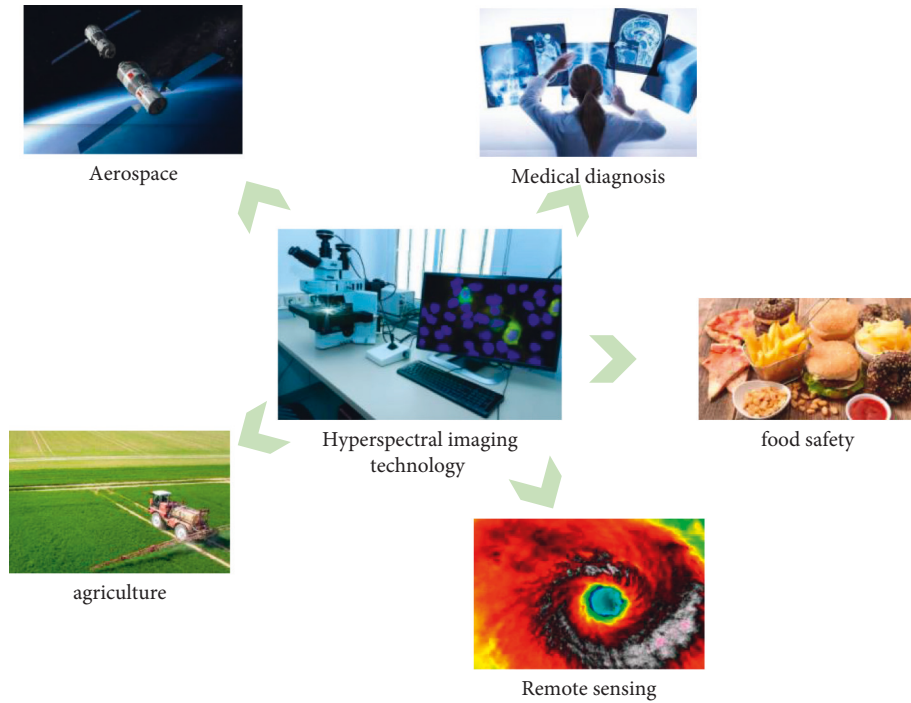 Aerospace
Medical diagnosis
Hyperspectral imaging
technology
food safety
agriculture
Remote sensing